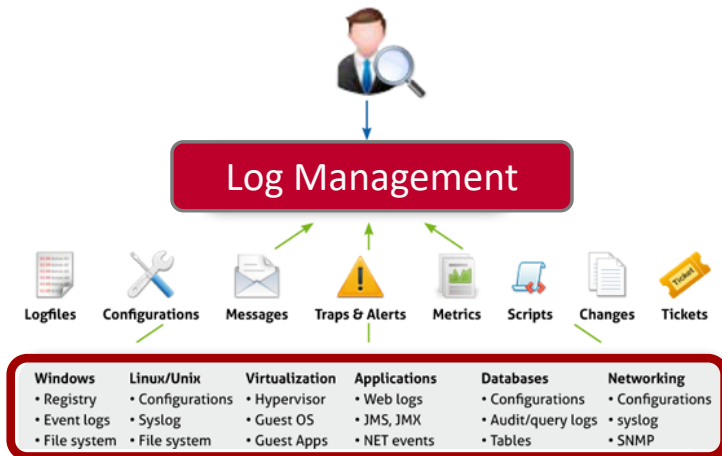 Log Management
Logfiles Configurations Messages Traps & Alerts Metrics Scripts Changes Tickets
Ticket
Windows Linux/Unix Virtualization Applications Databases Networking
• Registry • Configurations • Hypervisor • Web logs • Configurations • Configurations
• Event logs • Syslog • Guest OS • JMS, JMX • Audit/query logs • syslog
• File system • File system • Guest Apps • NET events • Tables • SNMP